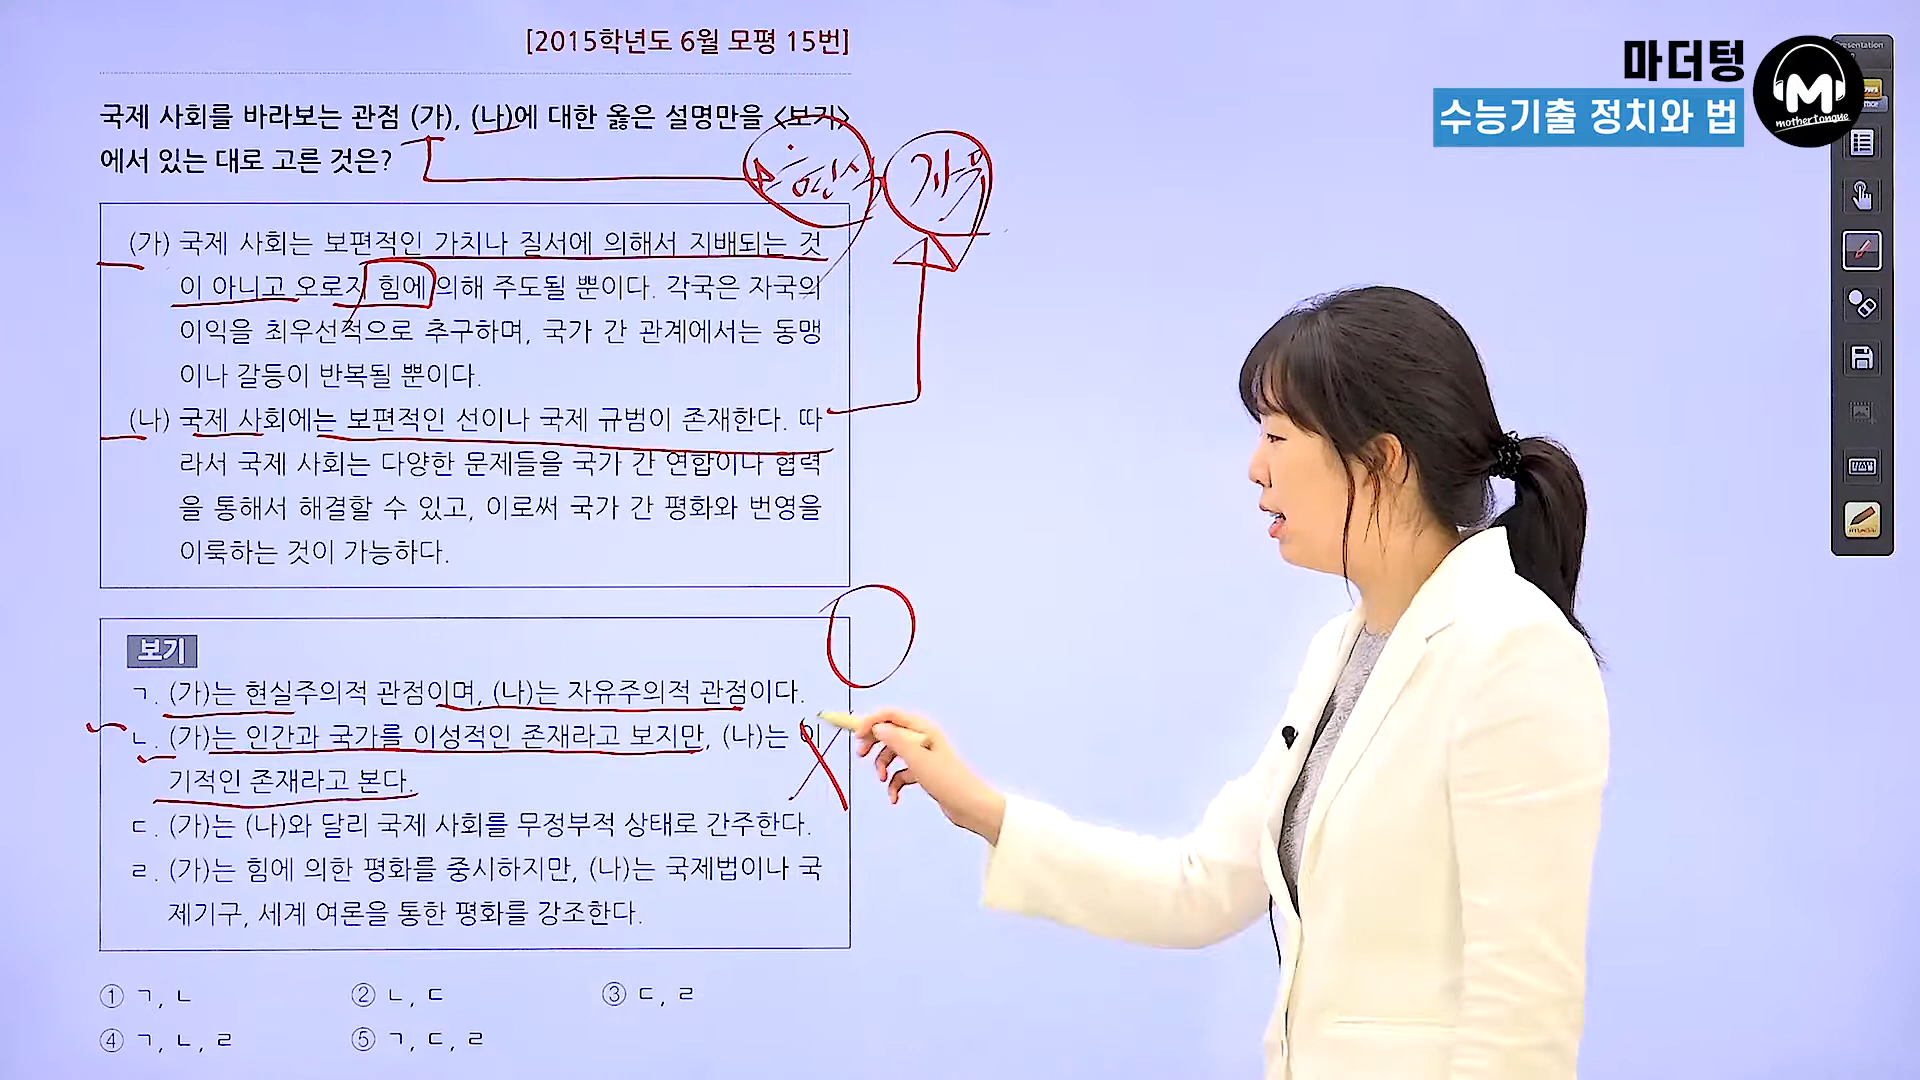 [2015학년도 6월 모평 15번]
마더텅
수능기출 정치와 법
M
mothertongue
국제 사회를 바라보는 관점 (가), (나)에 대한 옳은 설명만을 <보기>
에서 있는 대로 고른 것은?
현실
자유
(가) 국제 사회는 보편적인 가치나 질서에 의해서 지배되는 것
이 아니고 오로지 힘에 의해 주도될 뿐이다. 각국은 자국의
이익을 최우선적으로 추구하며, 국가 간 관계에서는 동맹
이나 갈등이 반복될 뿐이다.
(나) 국제 사회에는 보편적인 선이나 국제 규범이 존재한다. 따
라서 국제 사회는 다양한 문제들을 국가 간 연합이나 협력
을 통해서 해결할 수 있고, 이로써 국가 간 평화와 번영을
이룩하는 것이 가능하다.
보기
ㄱ. (가)는 현실주의적 관점이며, (나)는 자유주의적 관점이다.
ㄴ. (가)는 인간과 국가를 이성적인 존재라고 보지만, (나)는 이
기적인 존재라고 본다.
ㄷ. (가)는 (나)와 달리 국제 사회를 무정부적 상태로 간주한다.
ㄹ. (가)는 힘에 의한 평화를 중시하지만, (나)는 국제법이나 국
제기구, 세계 여론을 통한 평화를 강조한다.
① ㄱ, ㄴ ② ㄴ, ㄷ ③ ㄷ, ㄹ
④ ㄱ, ㄴ, ㄹ ⑤ ㄱ, ㄷ, ㄹ